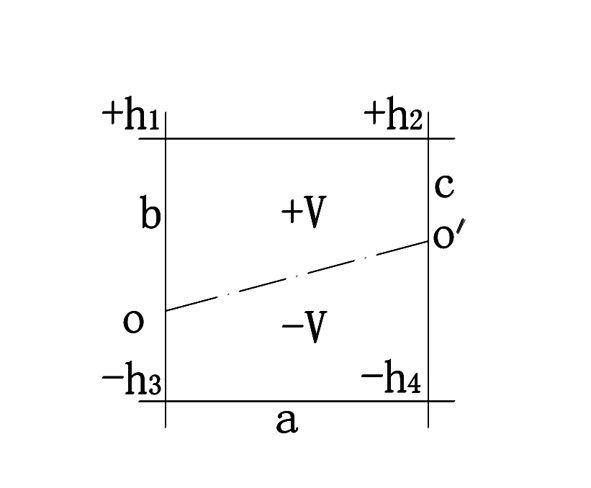 +h1 +h2
b c
+V
o′
o
−V
−h3 −h4
a